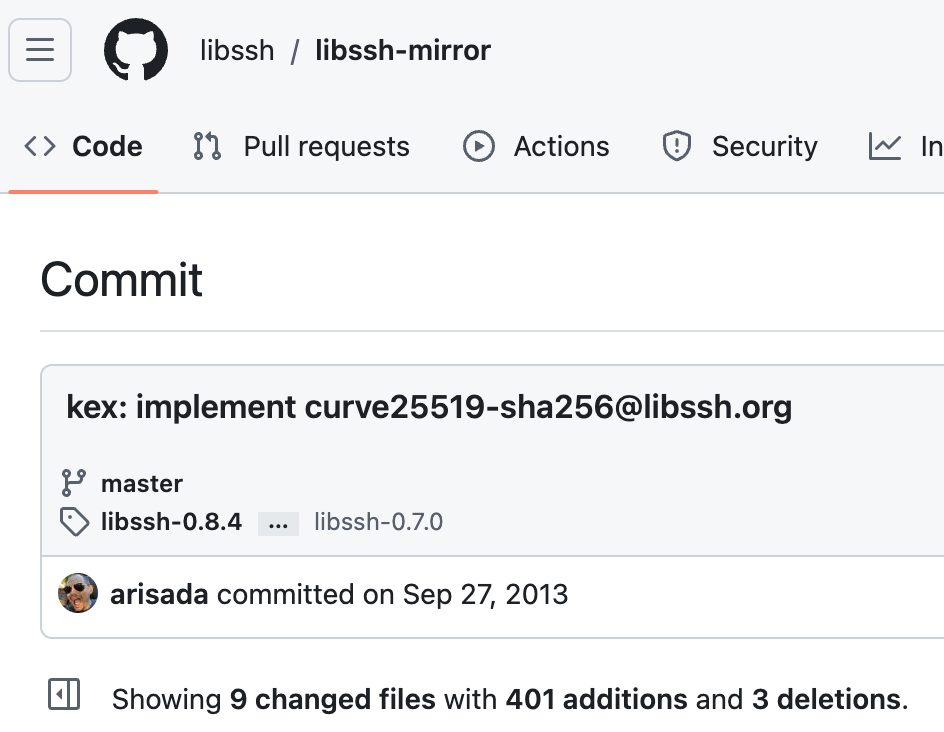 libssh / libssh-mirror
Code Pull requests Actions Security In
Commit
kex: implement curve25519-sha256@libssh.org
master
libssh-0.8.4 ... libssh-0.7.0
arisada committed on Sep 27, 2013
Showing 9 changed files with 401 additions and 3 deletions.